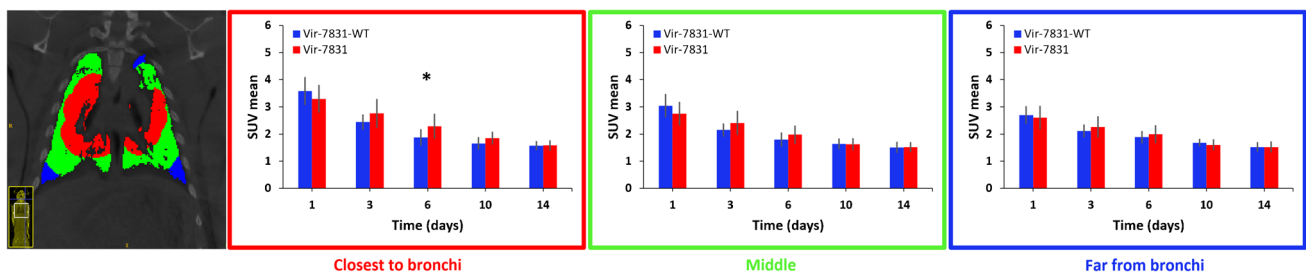 R
I
6
5
4
3
2
1
0
SUV mean
Vir-7831-WT
Vir-7831
*
1 3 6 10 14
Time (days)
Closest to bronchi
6
5
4
3
2
1
0
SUV mean
Vir-7831-WT
Vir-7831
1 3 6 10 14
Time (days)
Middle
6
5
4
3
2
1
0
SUV mean
Vir-7831-WT
Vir-7831
1 3 6 10 14
Time (days)
Far from bronchi